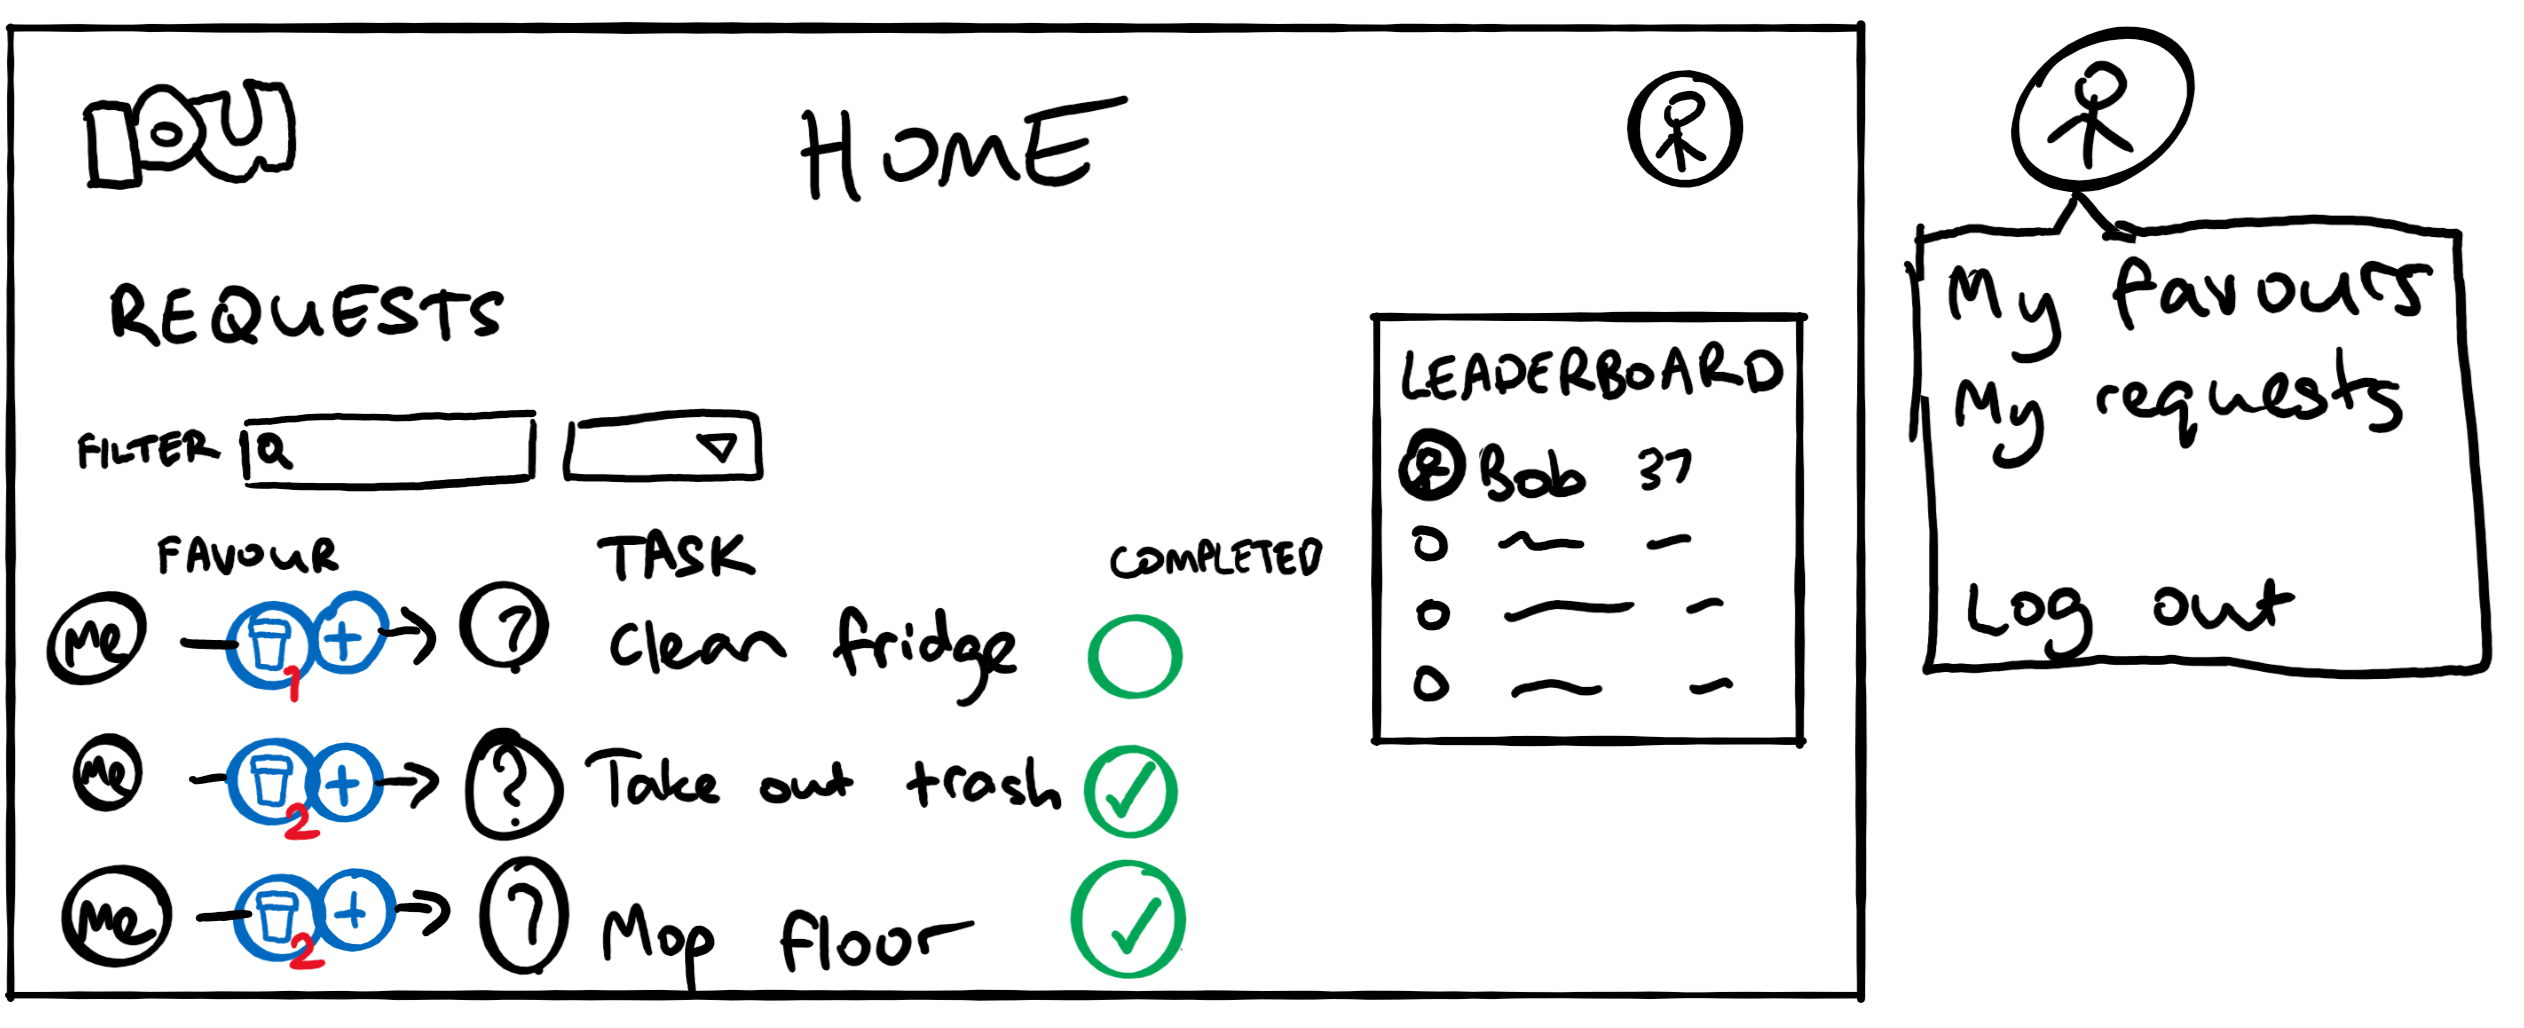 IOU
HOME
REQUESTS
FILTER
FAVOUR TASK COMPLETED
Me 1 + ? Clean fridge
Me 2 + ? Take out trash
Me 2 + ? Mop floor
LEADERBOARD
Bob 37
My favours
My requests
Log out